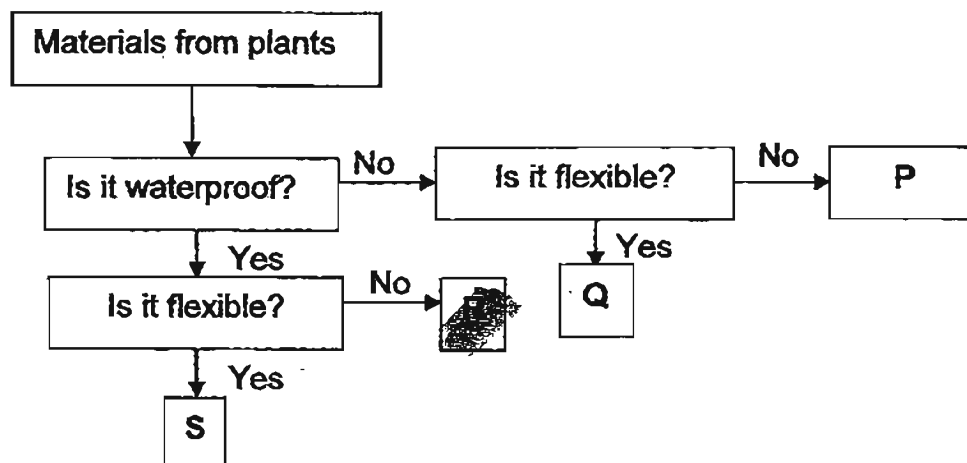 Materials from plants
Is it waterproof?
No
Is it flexible?
No
P
Yes
Yes
Is it flexible?
No
Q
Yes
S